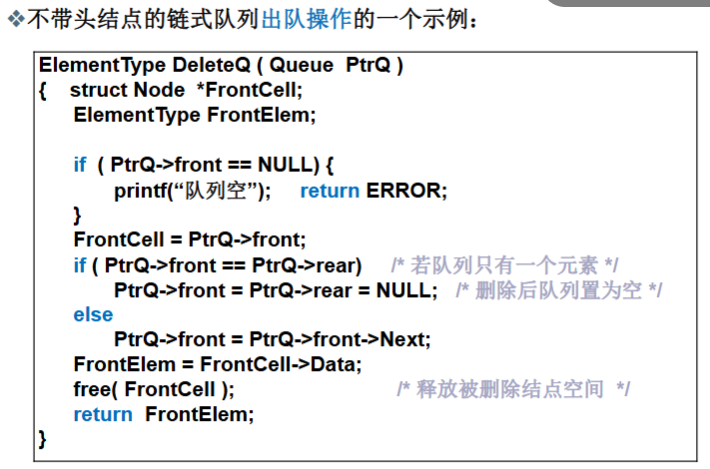 ❖不带头结点的链式队列出队操作的一个示例：
ElementType DeleteQ ( Queue PtrQ )
{ struct Node *FrontCell;
ElementType FrontElem;
if ( PtrQ->front == NULL) {
printf(“队列空”); return ERROR;
}
FrontCell = PtrQ->front;
if ( PtrQ->front == PtrQ->rear) /* 若队列只有一个元素 */
PtrQ->front = PtrQ->rear = NULL; /* 删除后队列置为空 */
else
PtrQ->front = PtrQ->front->Next;
FrontElem = FrontCell->Data;
free( FrontCell ); /* 释放被删除结点空间 */
return FrontElem;
}